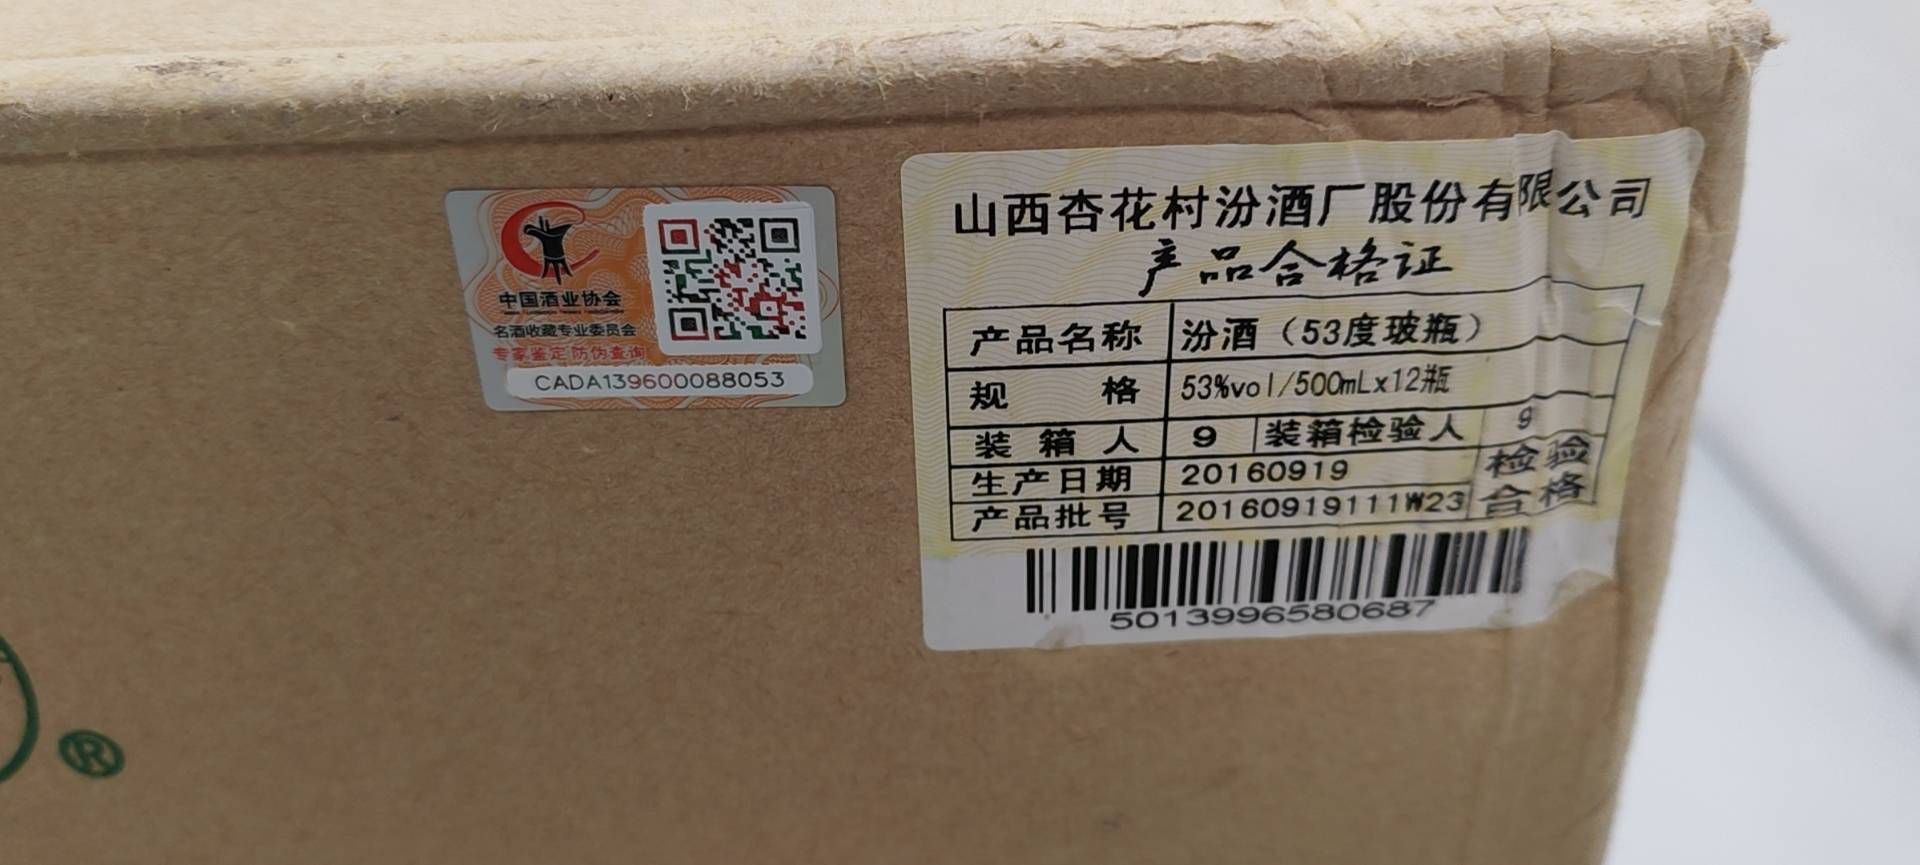 中国酒业协会
名酒收藏专业委员会
专家鉴定 防伪查询
CADA139600088053
山西杏花村汾酒厂股份有限公司
产品合格证
产品名称 汾酒（53度玻瓶）
规格 53%vol/500mLx12瓶
装箱人 9 装箱检验人 9
生产日期 20160919 检验
产品批号 20160919111W23 合格
5013996580687
®